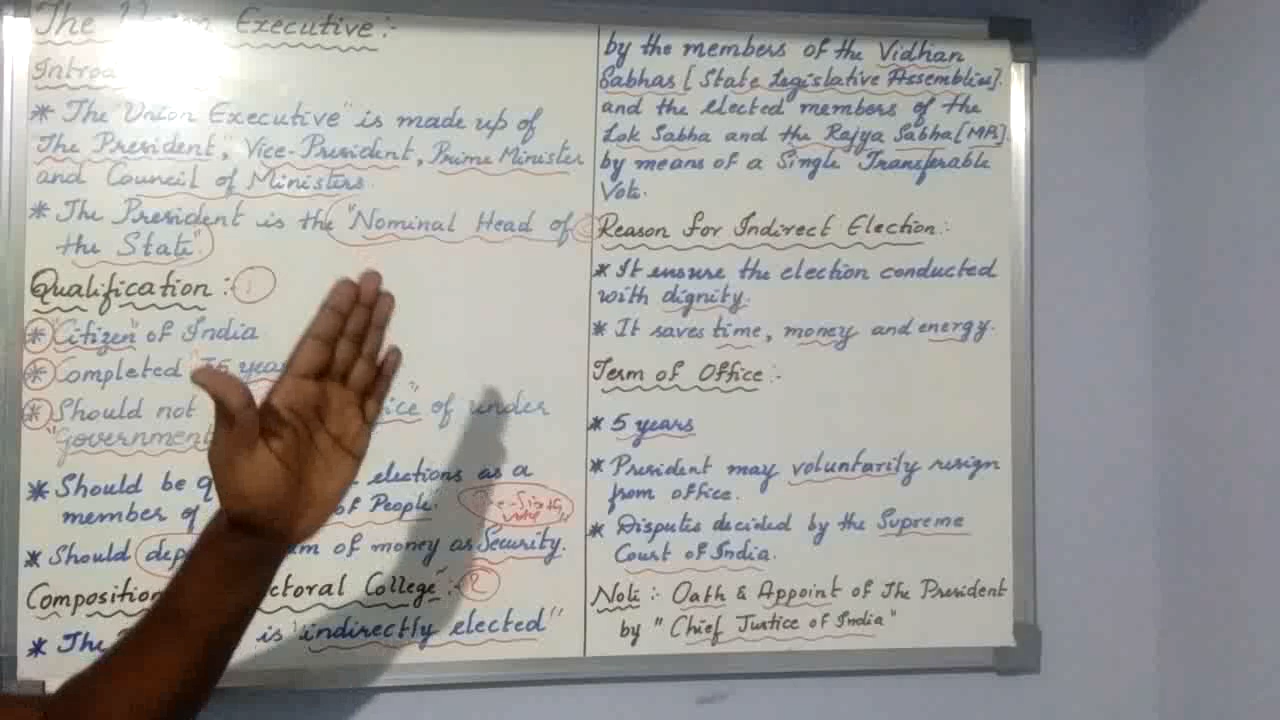 The Executive :-
* The "Union Executive" is made up of
The President", Vice-President, Prime Minister
and Council of Ministers.
* The President is the "Nominal Head of
the State".
Qualification :- 1
* "Citizen" of India
* Completed 35 years
* Should not of under
"Government
* Should be elections as a
member of of People.
* Should of money as Security.
Composition College" :- 2
* The is "indirectly elected"
by the members of the Vidhan
Sabhas [State Legislative Assemblies].
and the elected members of the
Lok Sabha and the Rajya Sabha [MPs].
by means of a Single Transferable
Vote.
Reason for Indirect Election :-
* It ensure the election conducted
with dignity.
* It saves time, money and energy.
Term of Office :-
* 5 years
* President may voluntarily resign
from office.
* Disputes decided by the Supreme
Court of India.
Note :- Oath & Appoint of The President
by "Chief Justice of India"